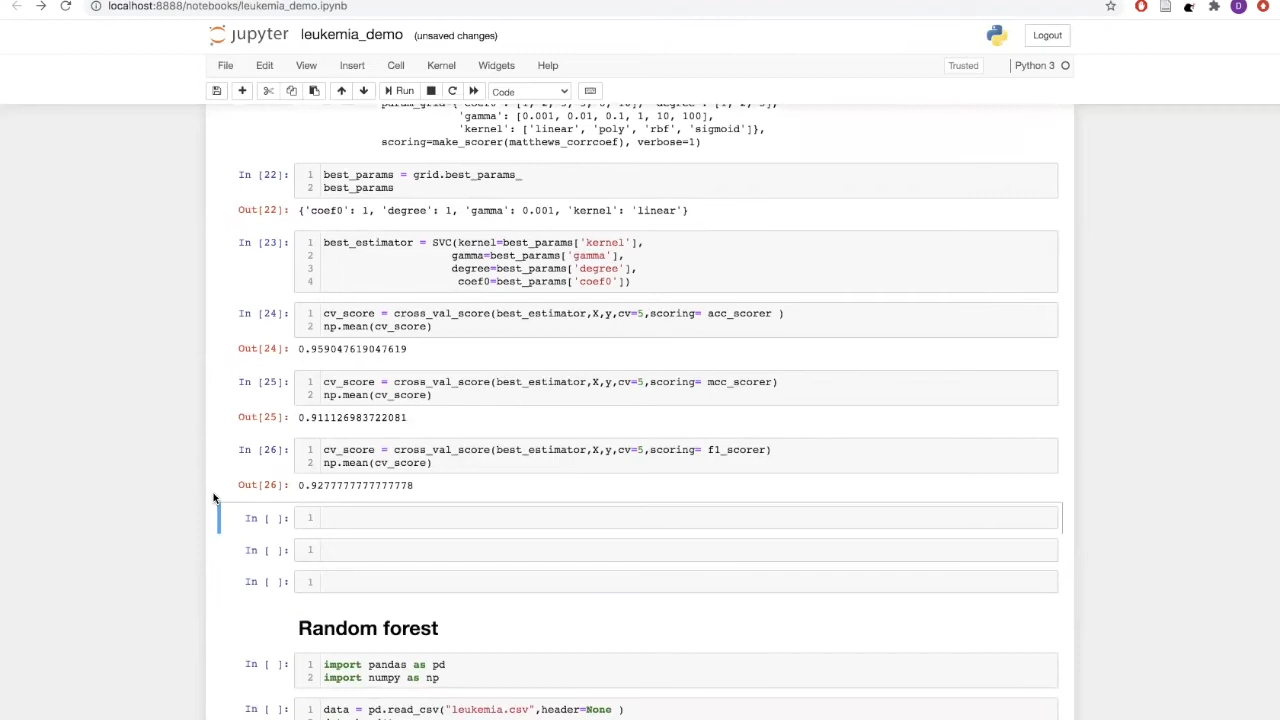 localhost:8888/notebooks/leukemia_demo.ipynb
D
jupyter leukemia_demo (unsaved changes)
Logout
File Edit View Insert Cell Kernel Widgets Help
Trusted
Python 3
Run
Code
'gamma': [0.001, 0.01, 0.1, 1, 10, 100],
'kernel': ['linear', 'poly', 'rbf', 'sigmoid']},
scoring=make_scorer(matthews_corrcoef), verbose=1)
In [22]: 1 best_params = grid.best_params_
2 best_params
Out[22]: {'coef0': 1, 'degree': 1, 'gamma': 0.001, 'kernel': 'linear'}
In [23]: 1 best_estimator = SVC(kernel=best_params['kernel'],
2 gamma=best_params['gamma'],
3 degree=best_params['degree'],
4 coef0=best_params['coef0'])
In [24]: 1 cv_score = cross_val_score(best_estimator,X,y,cv=5,scoring= acc_scorer )
2 np.mean(cv_score)
Out[24]: 0.959047619047619
In [25]: 1 cv_score = cross_val_score(best_estimator,X,y,cv=5,scoring= mcc_scorer)
2 np.mean(cv_score)
Out[25]: 0.911126983722081
In [26]: 1 cv_score = cross_val_score(best_estimator,X,y,cv=5,scoring= f1_scorer)
2 np.mean(cv_score)
Out[26]: 0.9277777777777778
In [ ]: 1
In [ ]: 1
In [ ]: 1
Random forest
In [ ]: 1 import pandas as pd
2 import numpy as np
In [ ]: 1 data = pd.read_csv("leukemia.csv",header=None )